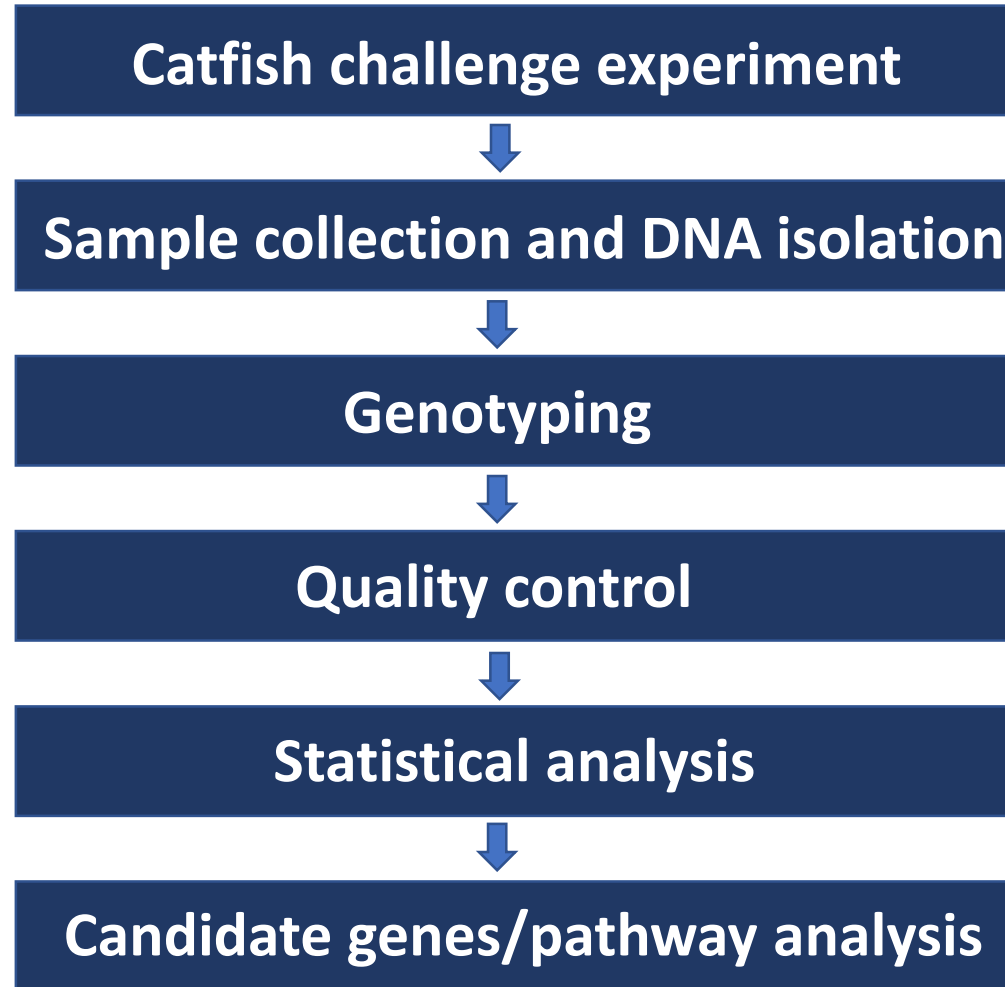 Catfish challenge experiment
Sample collection and DNA isolation
Genotyping
Quality control
Statistical analysis
Candidate genes/pathway analysis